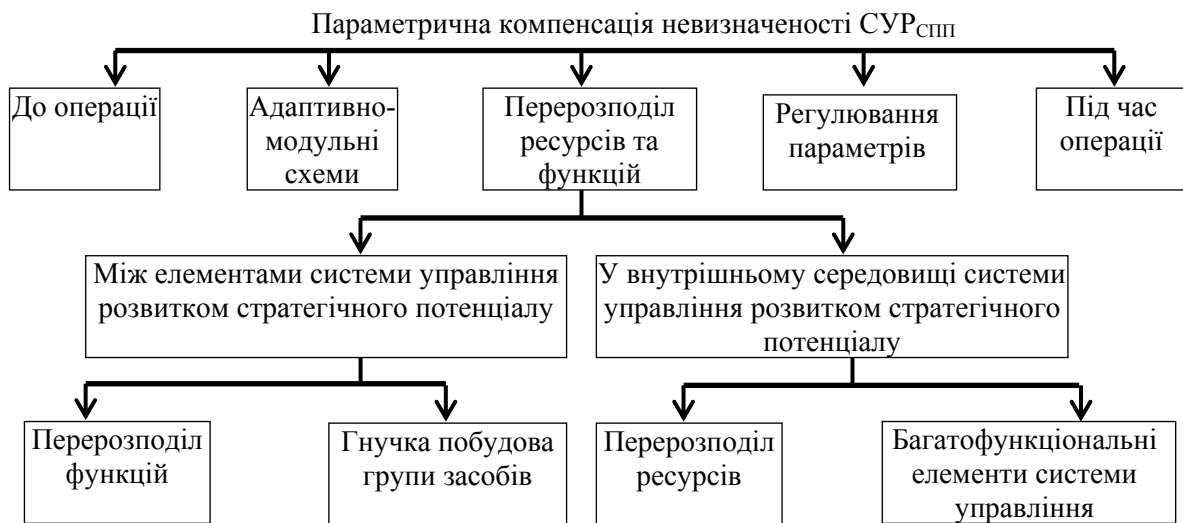 Параметрична компенсація невизначеності СУРСПП
До операції
Адаптивно-
модульні
схеми
Перерозподіл
ресурсів та
функцій
Регулювання
параметрів
Під час
операції
Між елементами системи управління
розвитком стратегічного потенціалу
У внутрішньому середовищі системи
управління розвитком стратегічного
потенціалу
Перерозподіл
функцій
Гнучка побудова
групи засобів
Перерозподіл
ресурсів
Багатофункціональні
елементи системи
управління